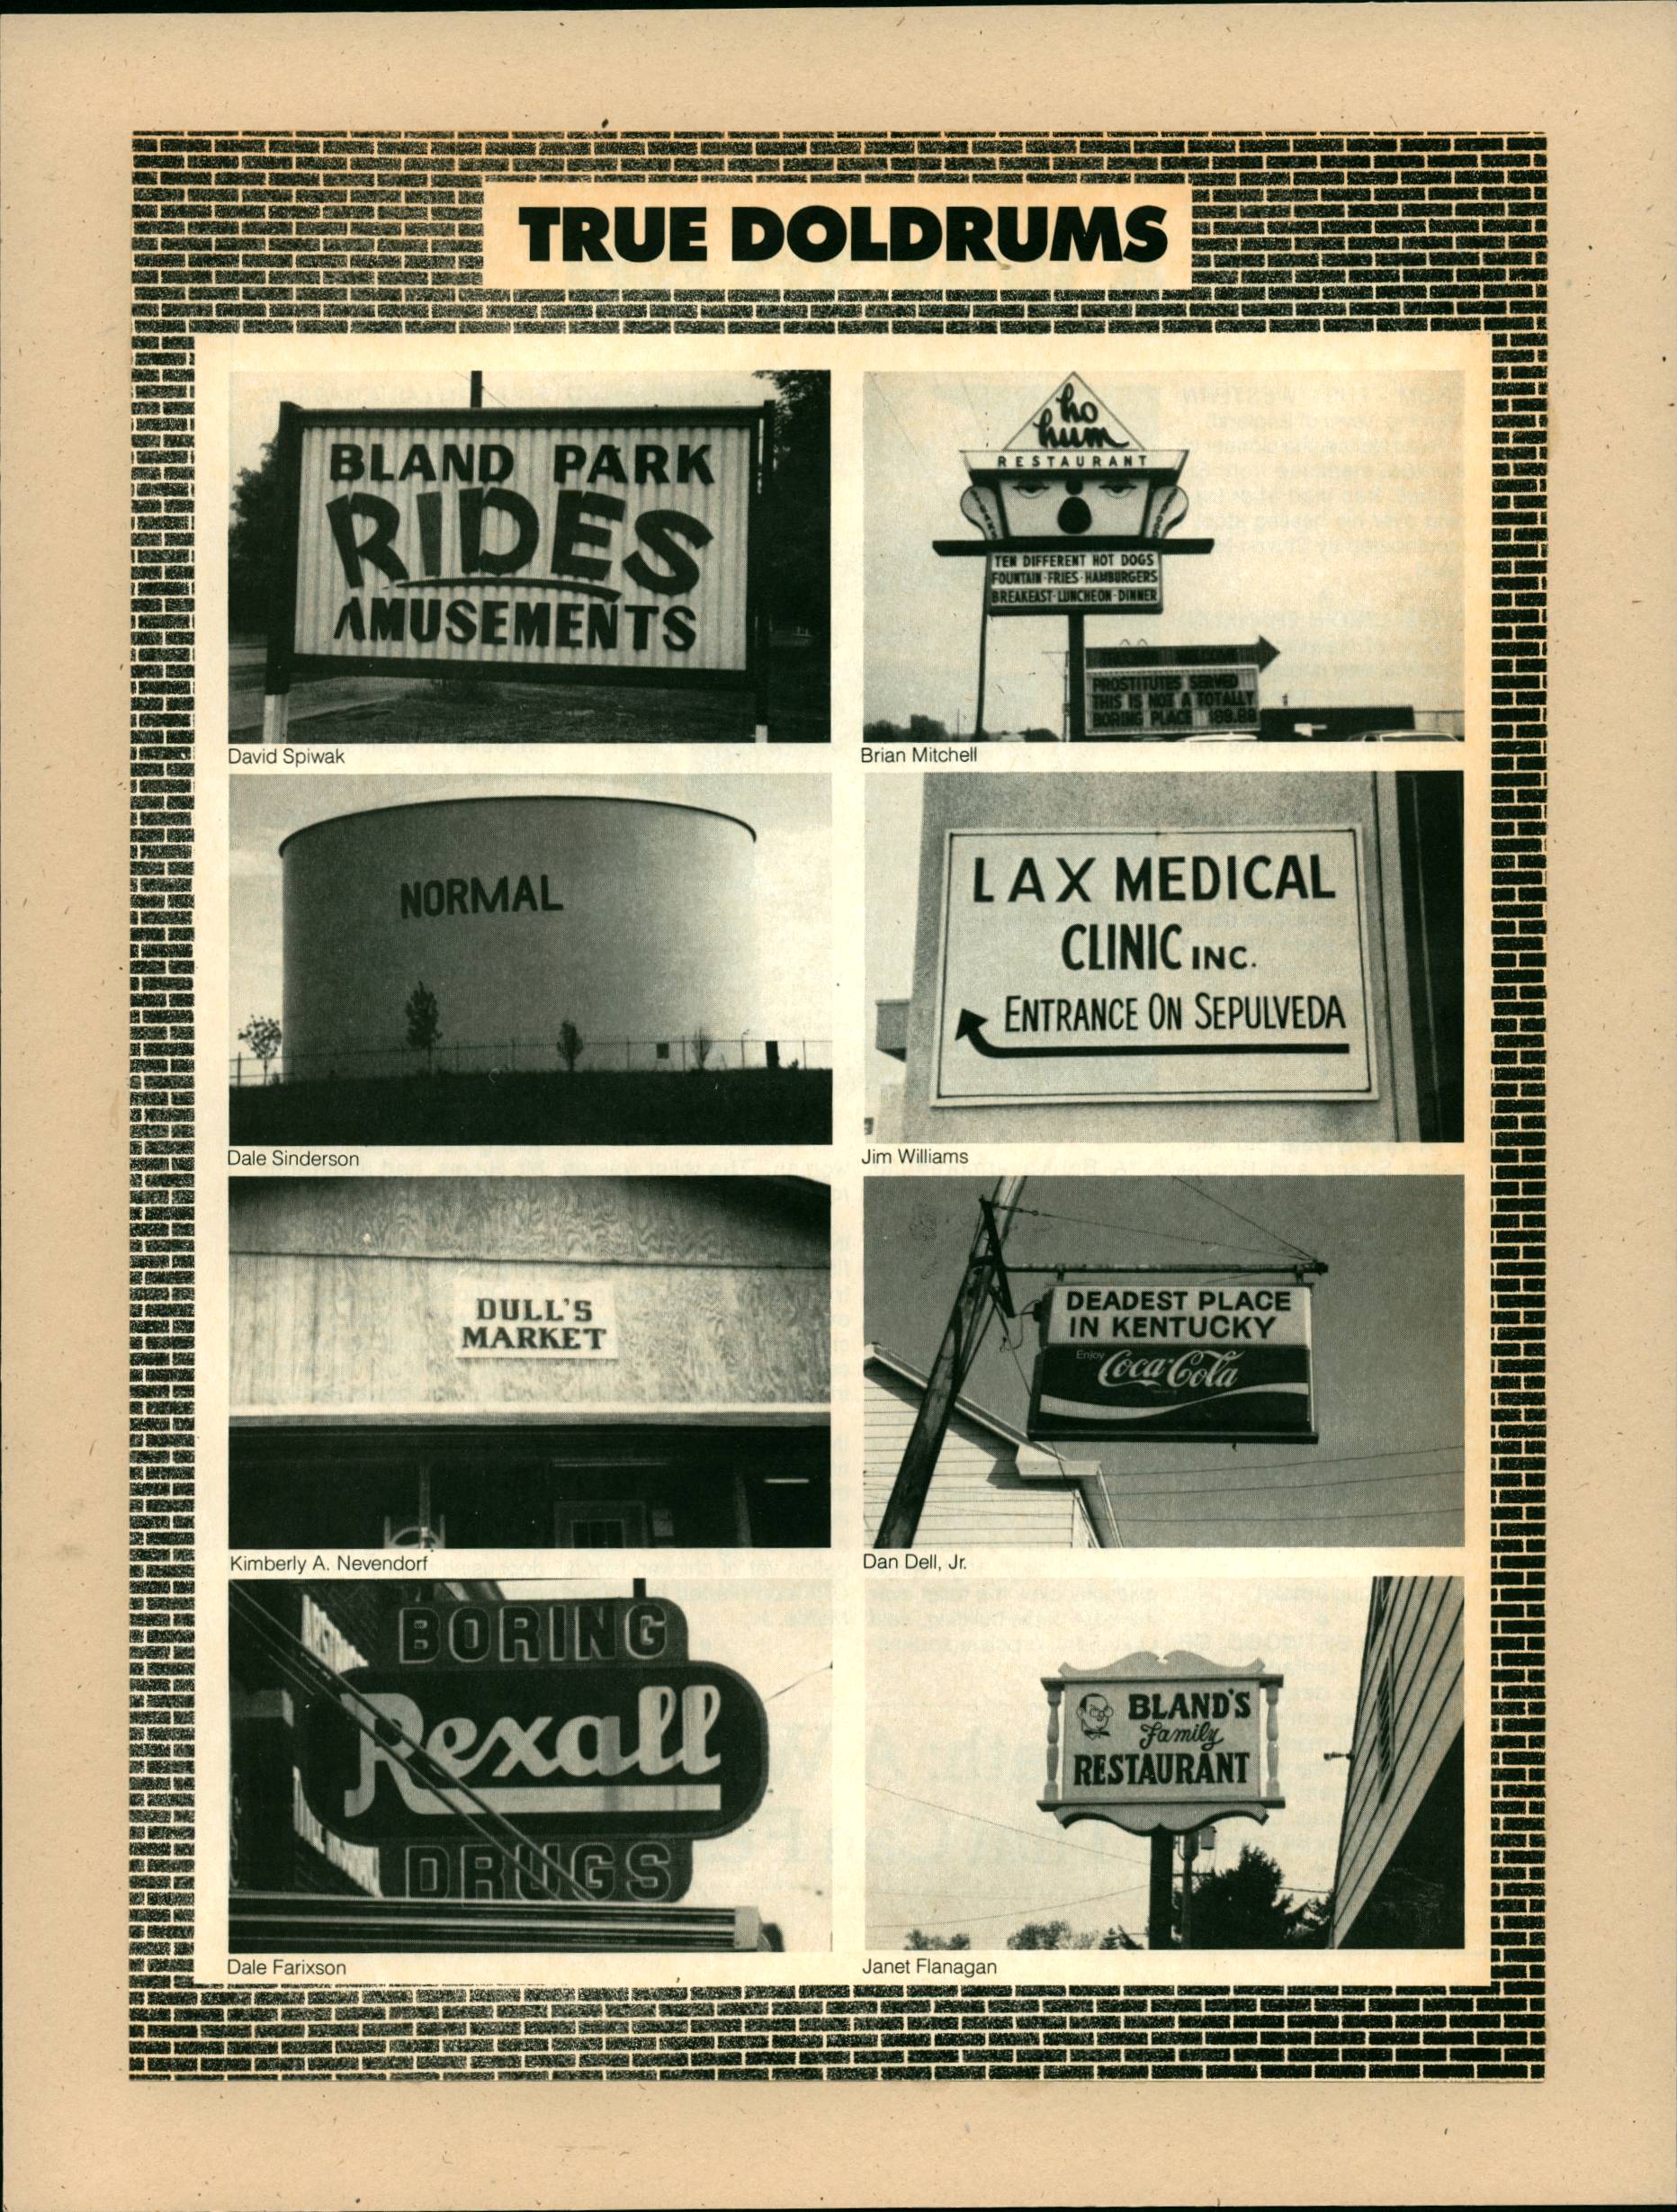 TRUE DOLDRUMS
BLAND PARK
RIDES
AMUSEMENTS
David Spiwak
ho
hum
RESTAURANT
TEN DIFFERENT HOT DOGS
FOUNTAIN-FRIES-HAMBURGERS
BREAKFAST-LUNCHEON-DINNER
PROSTITUTES SERVED
THIS IS NOT A TOTALLY
BORING PLACE
Brian Mitchell
NORMAL
Dale Sinderson
LAX MEDICAL
CLINIC INC.
ENTRANCE ON SEPULVEDA
Jim Williams
DULL'S
MARKET
Kimberly A. Nevendorf
DEADEST PLACE
IN KENTUCKY
Enjoy
Coca-Cola
Dan Dell, Jr.
BORING
Rexall
DRUGS
Dale Farixson
BLAND'S
Family
RESTAURANT
Janet Flanagan